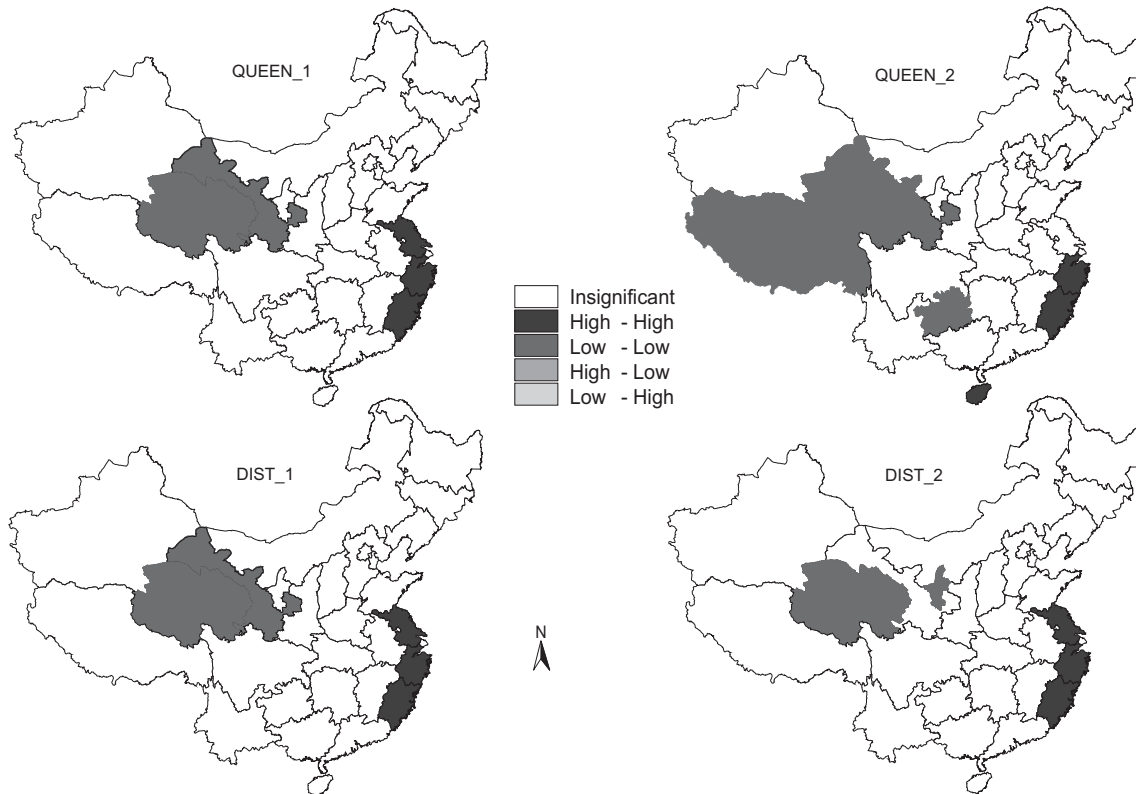 QUEEN_1
QUEEN_2
Insignificant
High - High
Low - Low
High - Low
Low - High
DIST_1
DIST_2
N